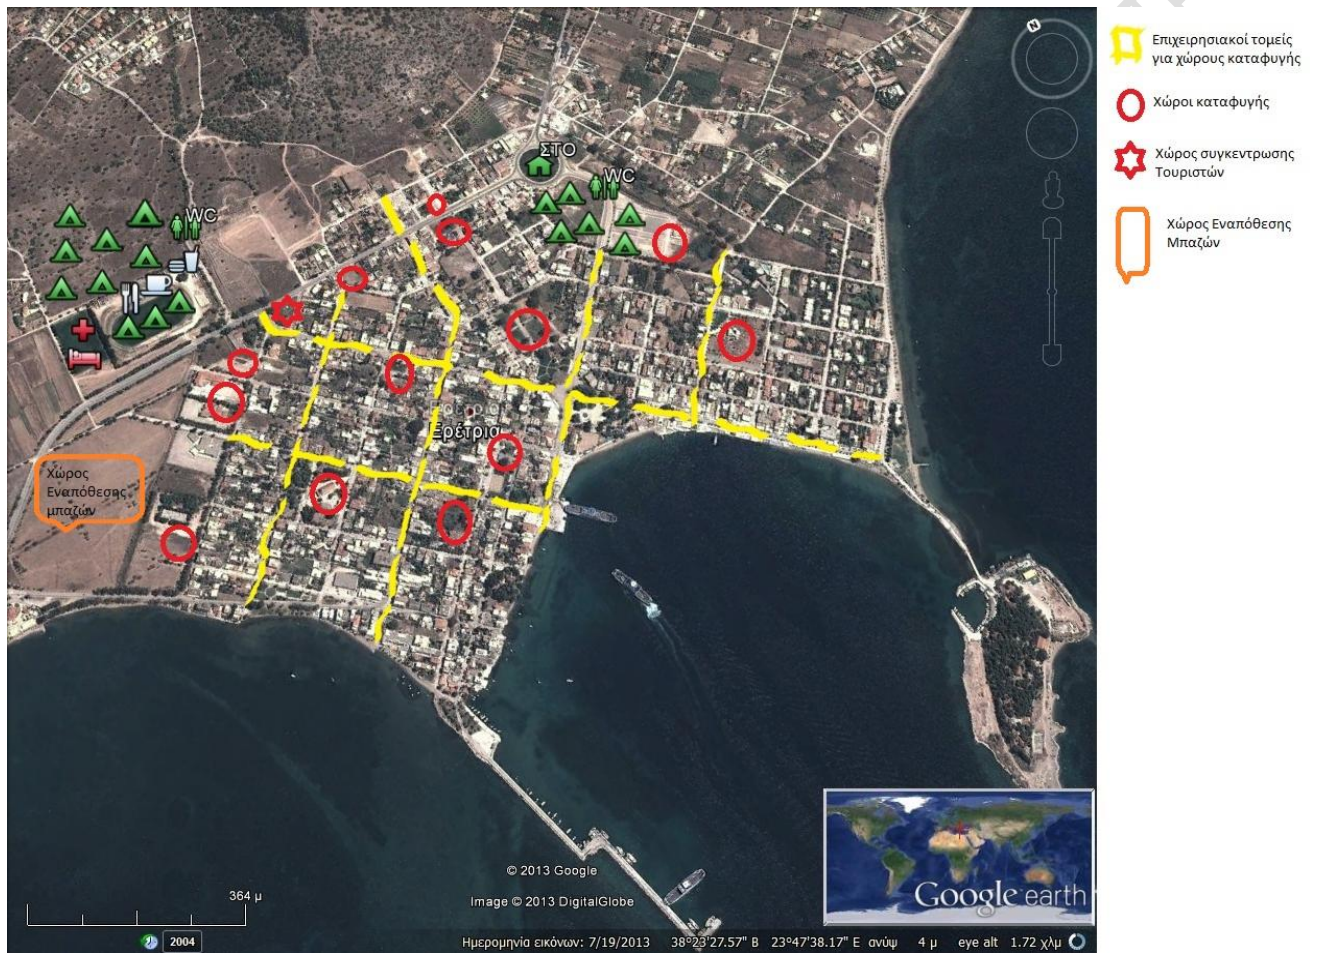 ΣΤΟ
WC
WC
Ερέτρια
Χώρος
Εναπόθεσης
μπαζών
N
Επιχειρησιακοί τομείς
για χώρους καταφυγής
Χώροι καταφυγής
Χώρος συγκεντρωσης
Τουριστών
Χώρος Εναπόθεσης
Μπαζών
© 2013 Google
Image © 2013 DigitalGlobe
Google earth
364 μ
2004
Ημερομηνία εικόνων: 7/19/2013 38°23'27.57" Β 23°47'38.17" Ε ανύψ 4 μ eye alt 1.72 χλμ